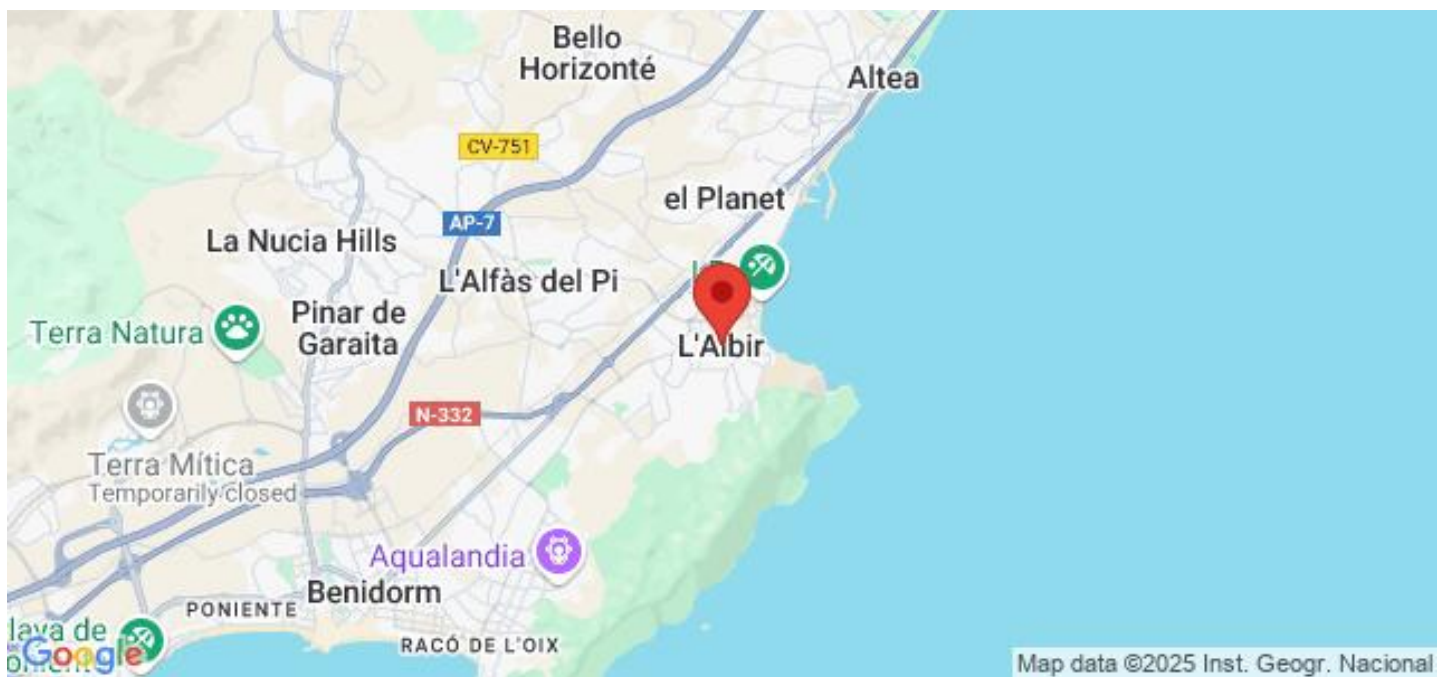 Bello
Horizonté
Altea
CV-751
el Planet
AP-7
La Nucia Hills
L'Alfàs del Pi
Pinar de
Garaita
Terra Natura
L'Albir
N-332
Terra Mítica
Temporarily closed
Aqualandia
Benidorm
PONIENTE
RACÓ DE L'OIX
laya de
Google
Map data ©2025 Inst. Geogr. Nacional